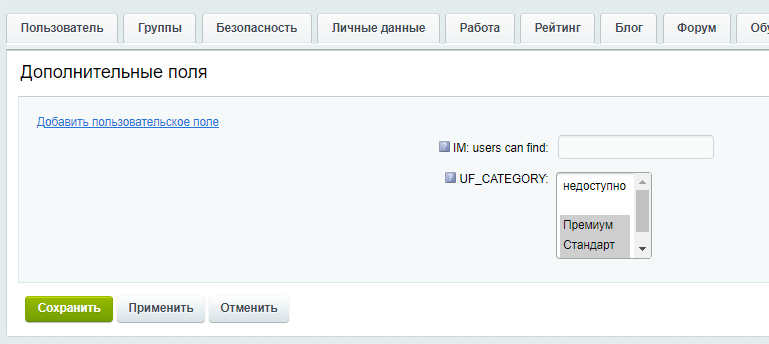 Пользователь Группы Безопасность Личные данные Работа Рейтинг Блог Форум Обу
Дополнительные поля
Добавить пользовательское поле
IM: users can find:
UF_CATEGORY: недоступно
Премиум
Стандарт
Сохранить Применить Отменить